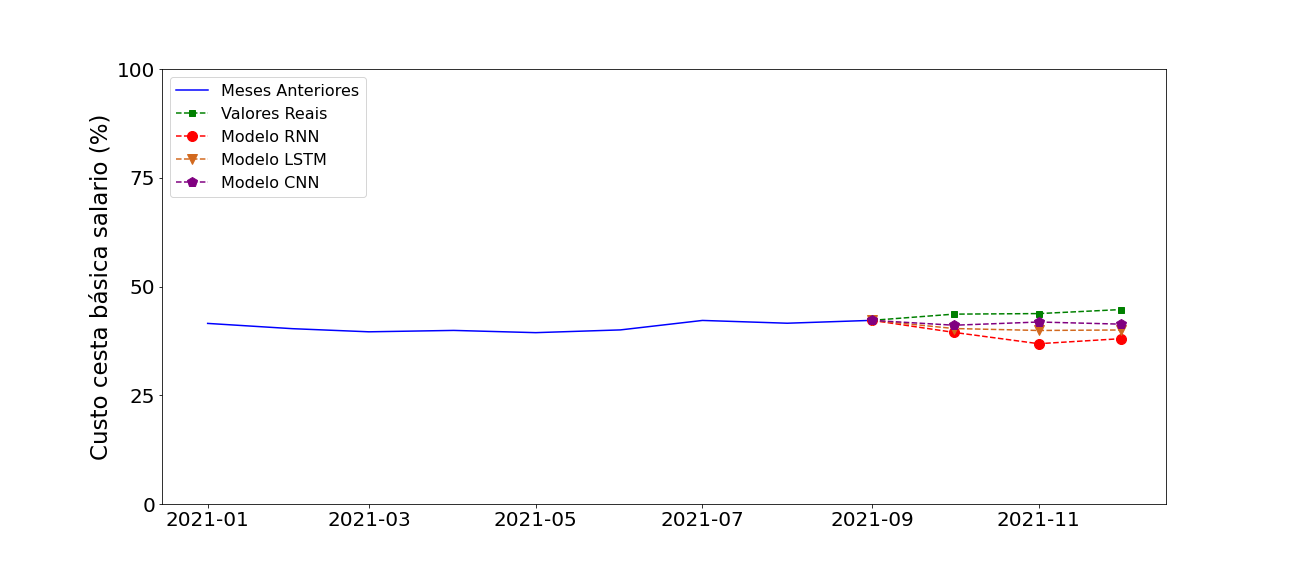 Custo cesta básica salario (%)
100
75
50
25
0
Meses Anteriores
Valores Reais
Modelo RNN
Modelo LSTM
Modelo CNN
2021-01 2021-03 2021-05 2021-07 2021-09 2021-11